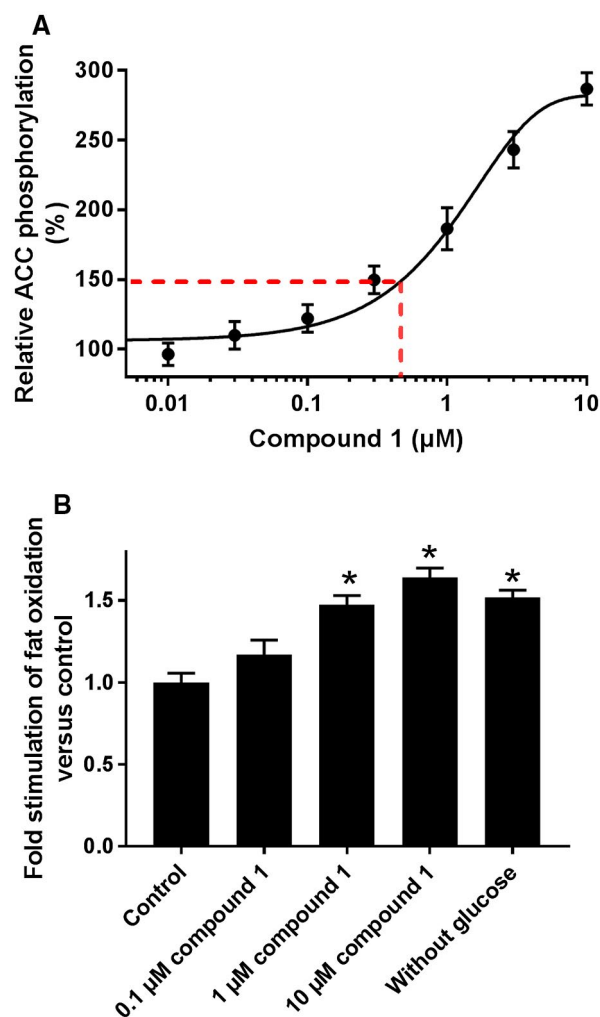 A
Relative ACC phosphorylation
(%)
300
250
200
150
100
0.01 0.1 1 10
Compound 1 (µM)
B
Fold stimulation of fat oxidation
versus control
* * *
1.5
1.0
0.5
0.0
Control
0.1 µM compound 1
1 µM compound 1
10 µM compound 1
Without glucose